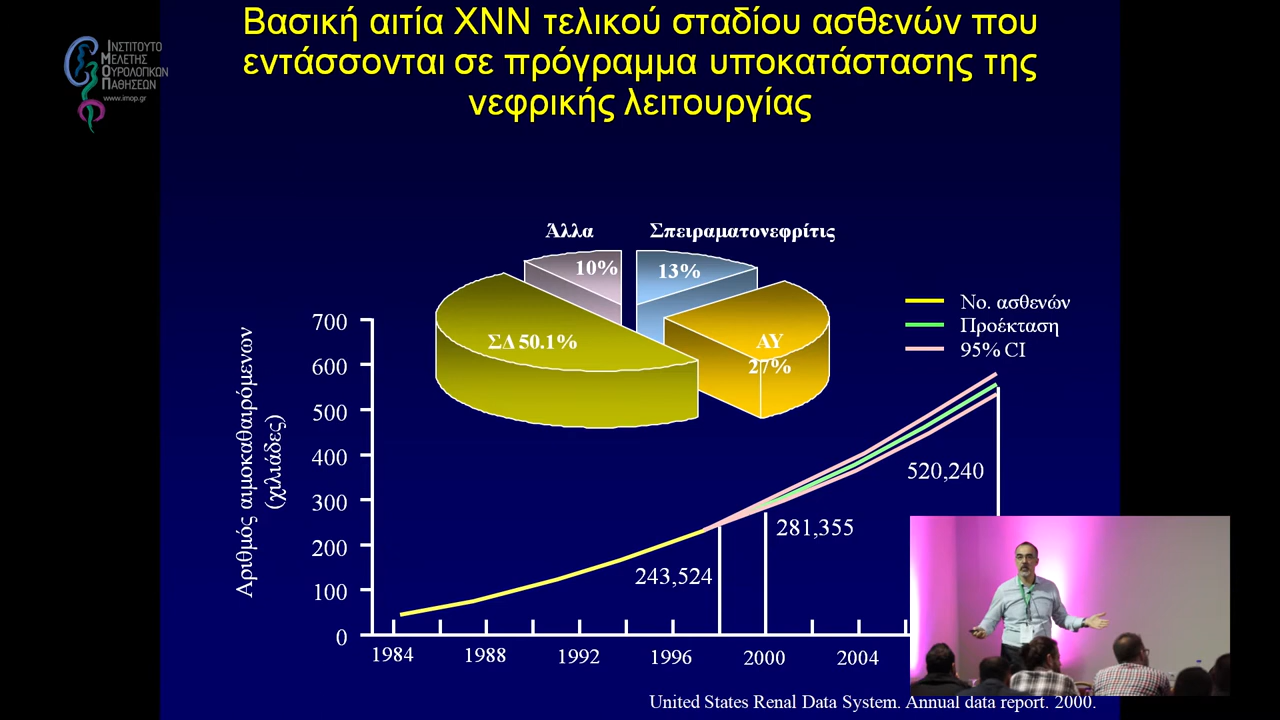 Βασική αιτία ΧΝΝ τελικού σταδίου ασθενών που
εντάσσονται σε πρόγραμμα υποκατάστασης της
νεφρικής λειτουργίας
ΙΝΣΤΙΤΟΥΤΟ
ΜΕΛΕΤΗΣ
ΟΥΡΟΛΟΓΙΚΩΝ
ΠΑΘΗΣΕΩΝ
www.imop.gr
Άλλα
Σπειραματονεφρίτις
10%
13%
ΣΔ 50.1%
ΑΥ
27%
Νο. ασθενών
Προέκταση
95% CI
Αριθμός αιμοκαθαιρόμενων
(χιλιάδες)
700
600
500
400
300
200
100
0
520,240
281,355
243,524
1984
1988
1992
1996
2000
2004
United States Renal Data System. Annual data report. 2000.